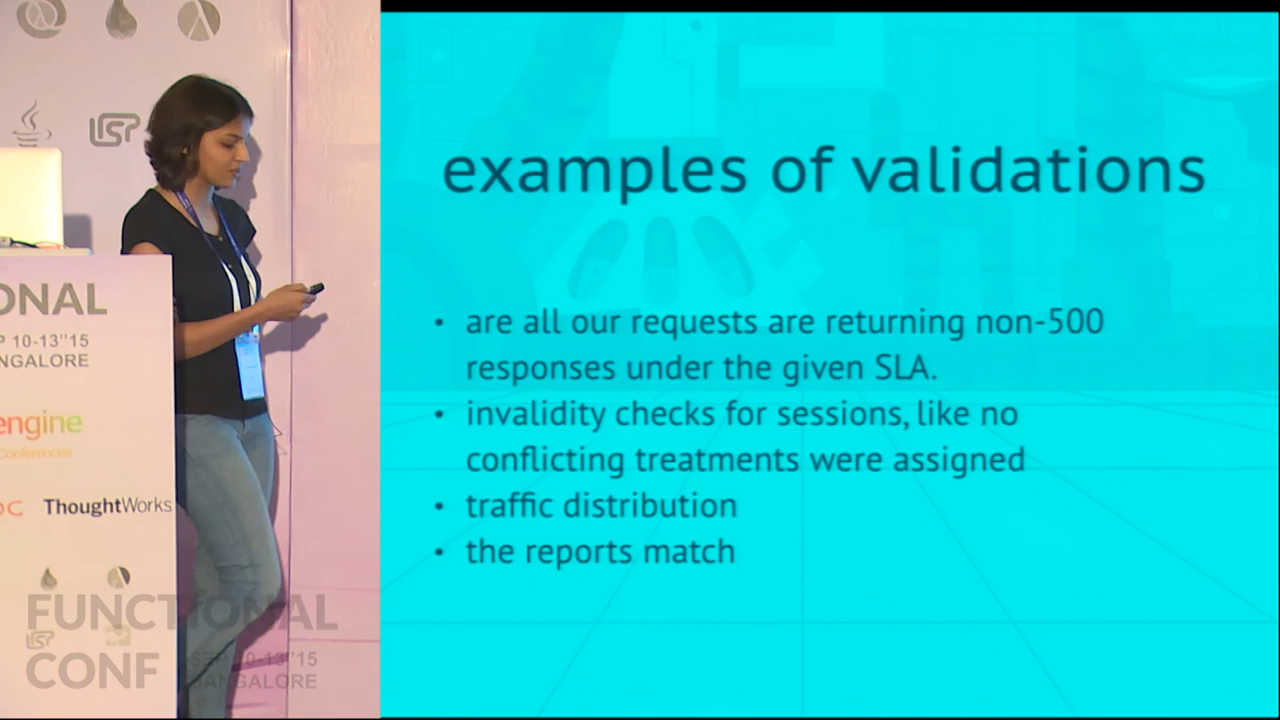 LISP
ONAL
P 10-13"15
NGALORE
engine
Conferences
ThoughtWorks
FUNCTIONAL
CONF
SEP 10-13"15
BANGALORE
examples of validations
• are all our requests are returning non-500
responses under the given SLA.
• invalidity checks for sessions, like no
conflicting treatments were assigned
• traffic distribution
• the reports match